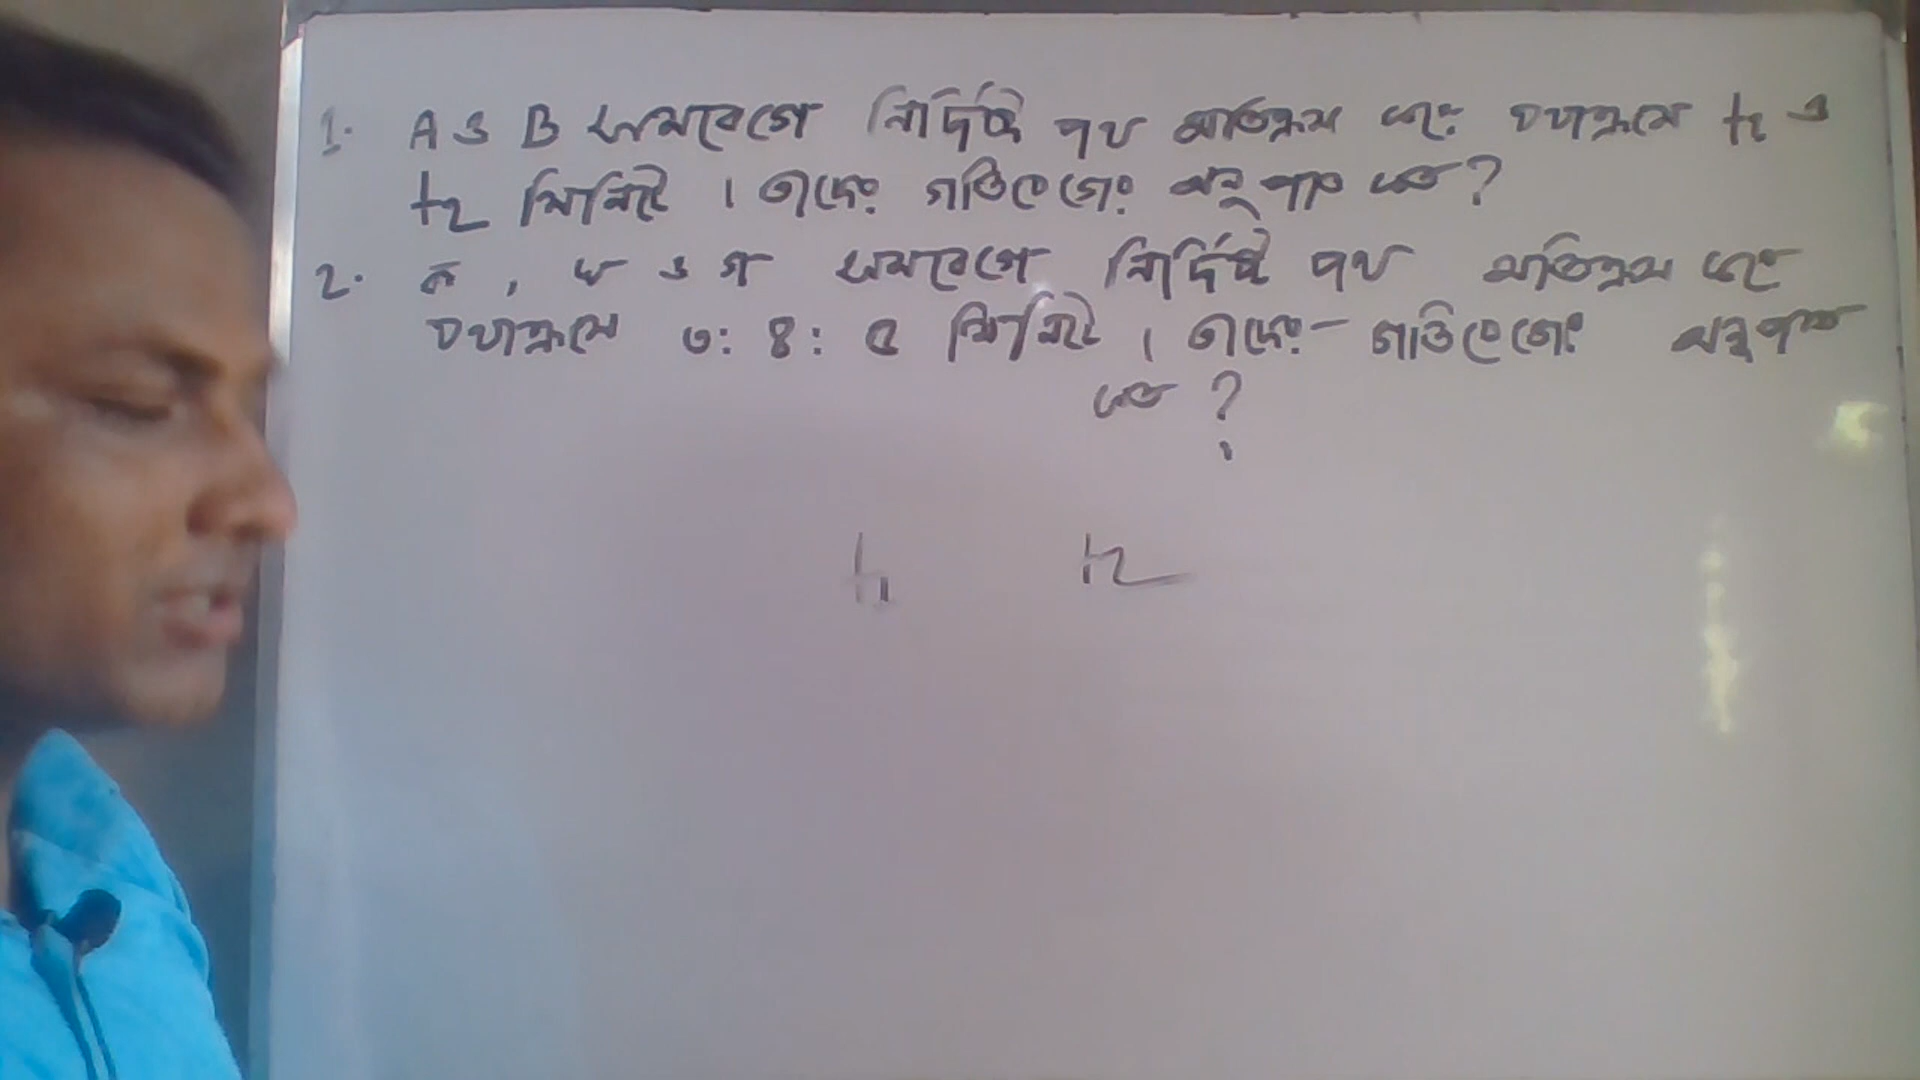 1. A ও B সমবেগে নির্দিষ্ট পথ অতিক্রম করে যথাক্রমে t₁ ও
t₂ মিনিটে । তাদের গতিবেগের অনুপাত কত ?
2. ক , খ ও গ সমবেগে নির্দিষ্ট পথ অতিক্রম করে
যথাক্রমে ৩ : ৪ : ৫ মিনিটে । তাদের গতিবেগের অনুপাত
কত ?
t₁ t₂